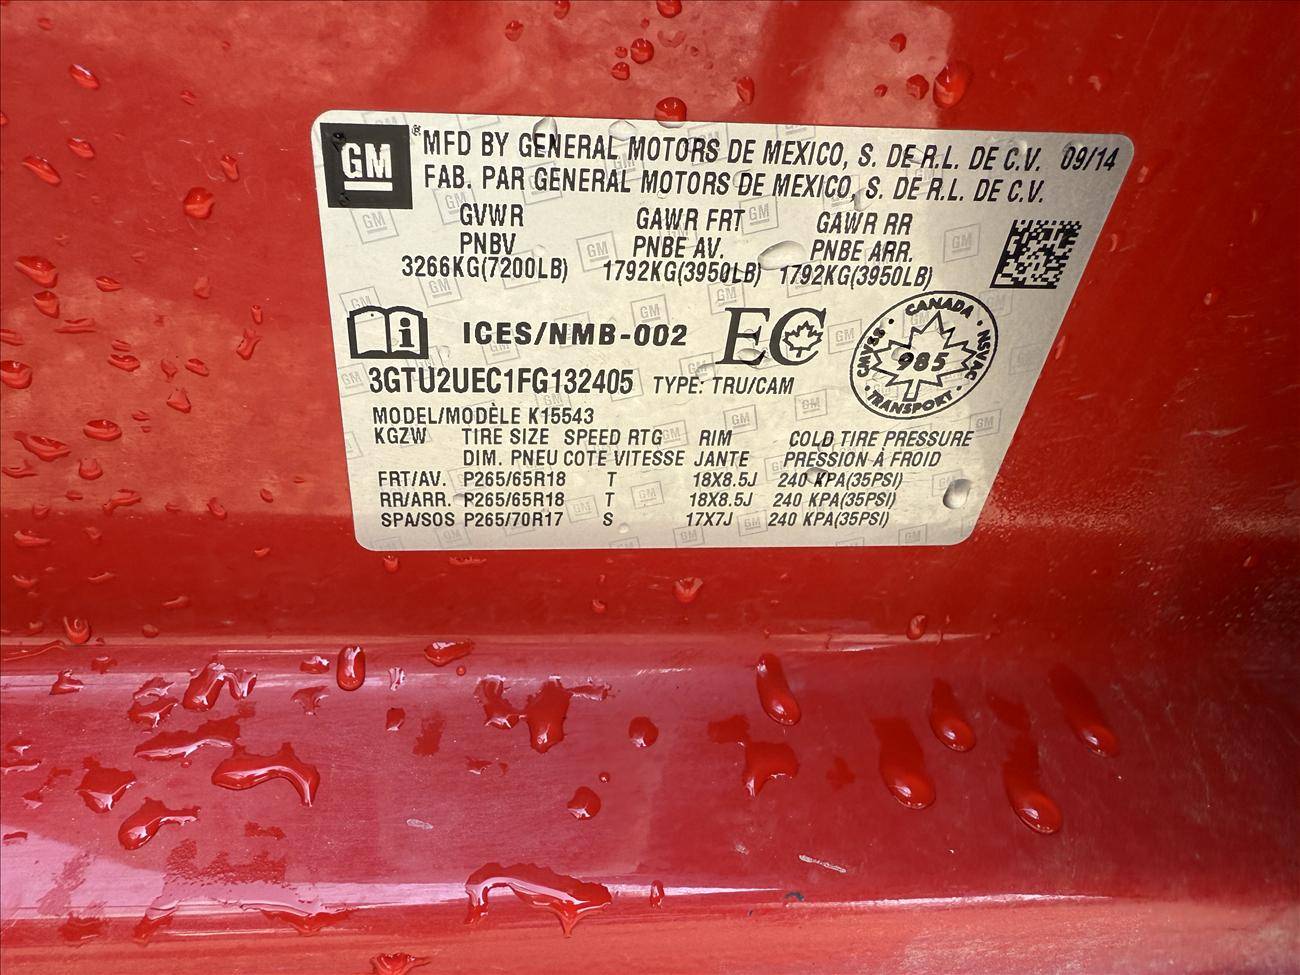 GM ® MFD BY GENERAL MOTORS DE MEXICO, S. DE R.L. DE C.V. 09/14
FAB. PAR GENERAL MOTORS DE MEXICO, S. DE R.L. DE C.V.
GVWR GAWR FRT GAWR RR
PNBV PNBE AV. PNBE ARR.
3266KG(7200LB) 1792KG(3950LB) 1792KG(3950LB)
i ICES/NMB-002 EC
CANADA
CMVSS 985 NSVAC
TRANSPORT
3GTU2UEC1FG132405 TYPE: TRU/CAM
MODEL/MODÈLE K15543
KGZW TIRE SIZE SPEED RTG RIM COLD TIRE PRESSURE
DIM. PNEU COTE VITESSE JANTE PRESSION À FROID
FRT/AV. P265/65R18 T 18X8.5J 240 KPA(35PSI)
RR/ARR. P265/65R18 T 18X8.5J 240 KPA(35PSI)
SPA/SOS P265/70R17 S 17X7J 240 KPA(35PSI)